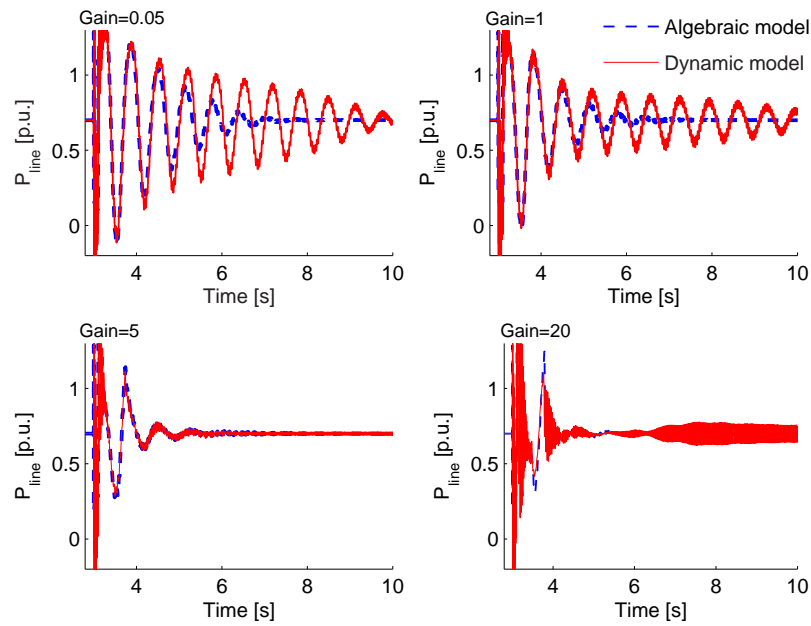 Gain=0.05
Gain=1
Algebraic model
Dynamic model
1
0.5
0
P_line [p.u.]
4 6 8 10
Time [s]
1
0.5
0
P_line [p.u.]
4 6 8 10
Time [s]
Gain=5
Gain=20
1
0.5
0
P_line [p.u.]
4 6 8 10
Time [s]
1
0.5
0
P_line [p.u.]
4 6 8 10
Time [s]